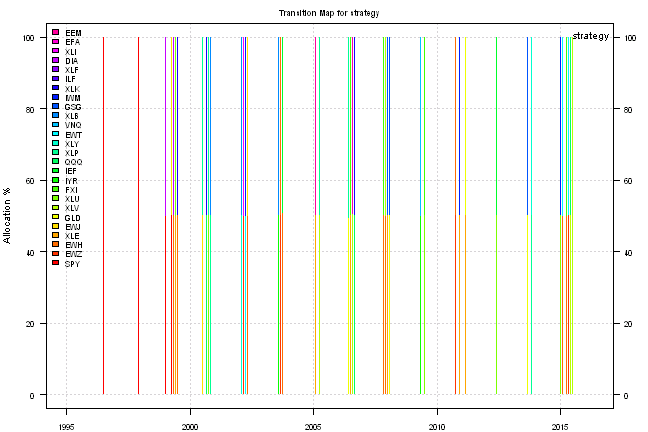 Transition Map for strategy
strategy
100
80
60
40
20
0
Allocation %
100
80
60
40
20
0
EEM
EFA
XLI
DIA
XLF
ILF
XLK
IWM
GSG
XLB
VNQ
EWT
XLY
XLP
QQQ
IEF
IYR
FXI
XLU
XLV
GLD
EWJ
XLE
EWH
EWZ
SPY
1995 2000 2005 2010 2015